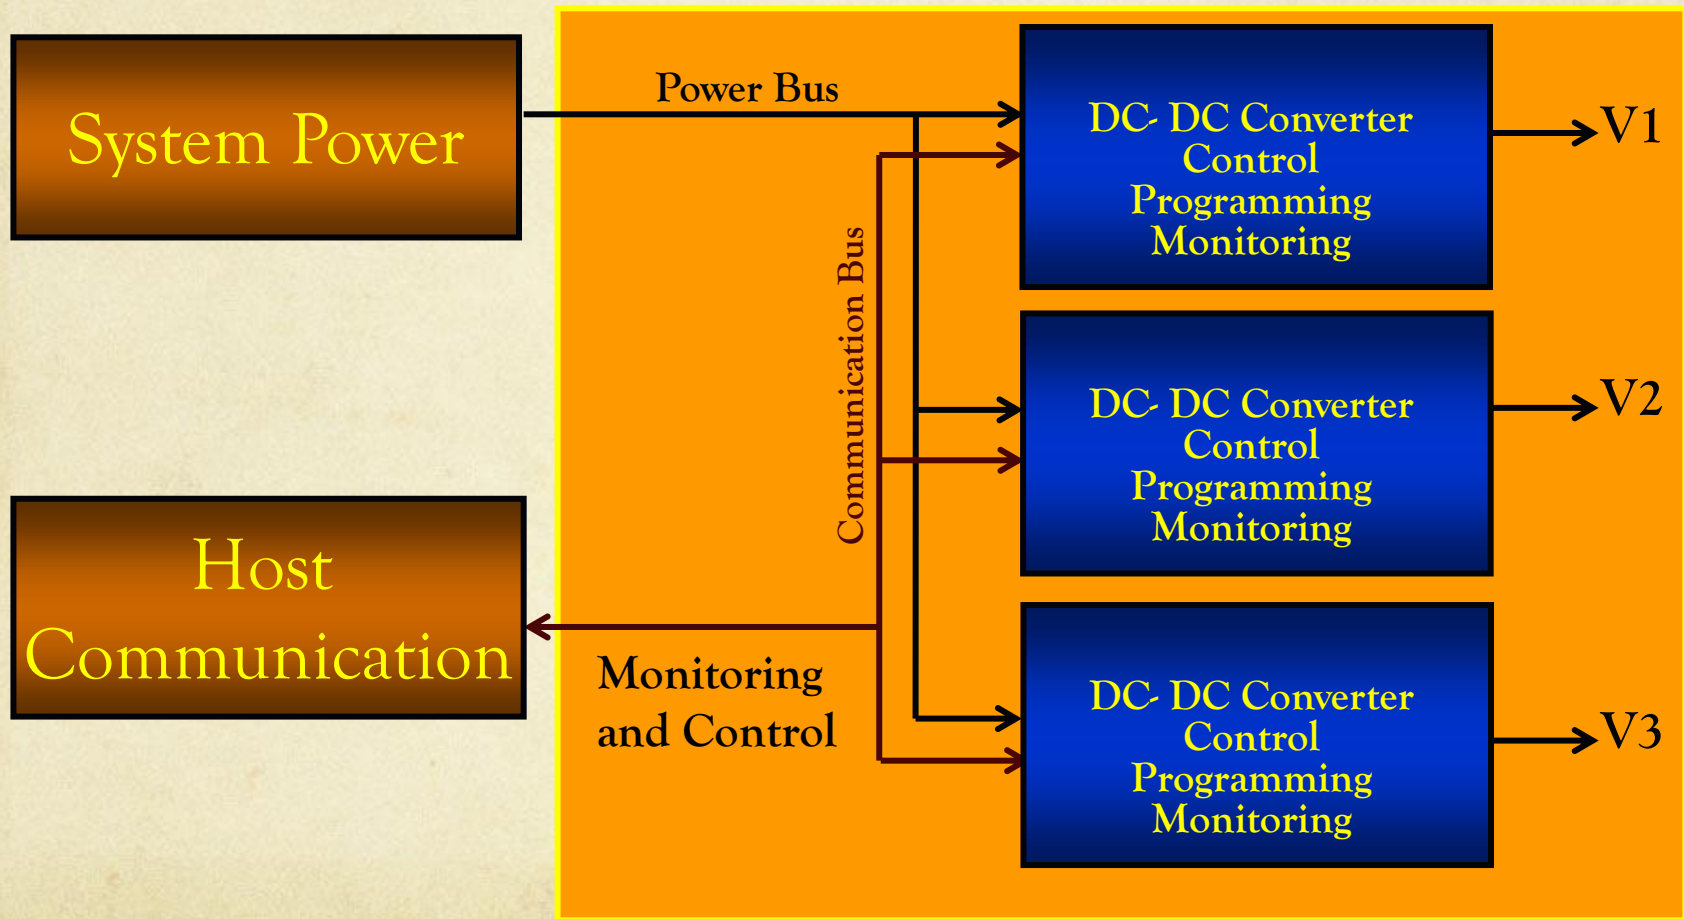 System Power
Power Bus
DC- DC Converter
Control
Programming
Monitoring
V1
Communication Bus
DC- DC Converter
Control
Programming
Monitoring
V2
Host
Communication
Monitoring
and Control
DC- DC Converter
Control
Programming
Monitoring
V3